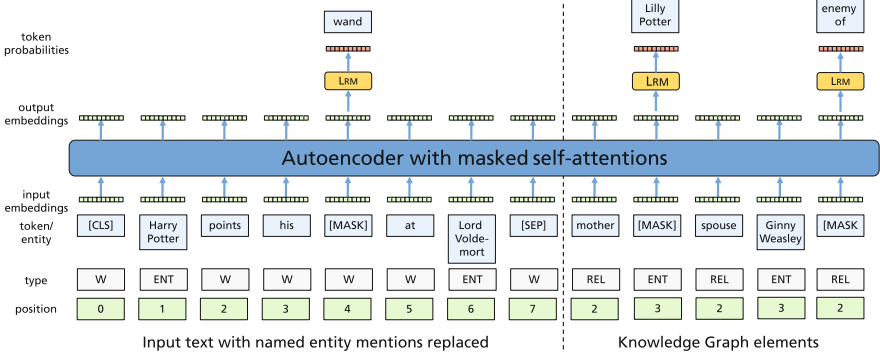 wand
Lilly
Potter
enemy
of
token
probabilities
LRM
LRM
LRM
output
embeddings
Autoencoder with masked self-attentions
input
embeddings
token/
entity
[CLS]
Harry
Potter
points
his
[MASK]
at
Lord
Volde-
mort
[SEP]
mother
[MASK]
spouse
Ginny
Weasley
[MASK
type
W
ENT
W
W
W
W
ENT
W
REL
ENT
REL
ENT
REL
position
0
1
2
3
4
5
6
7
2
3
2
3
2
Input text with named entity mentions replaced
Knowledge Graph elements